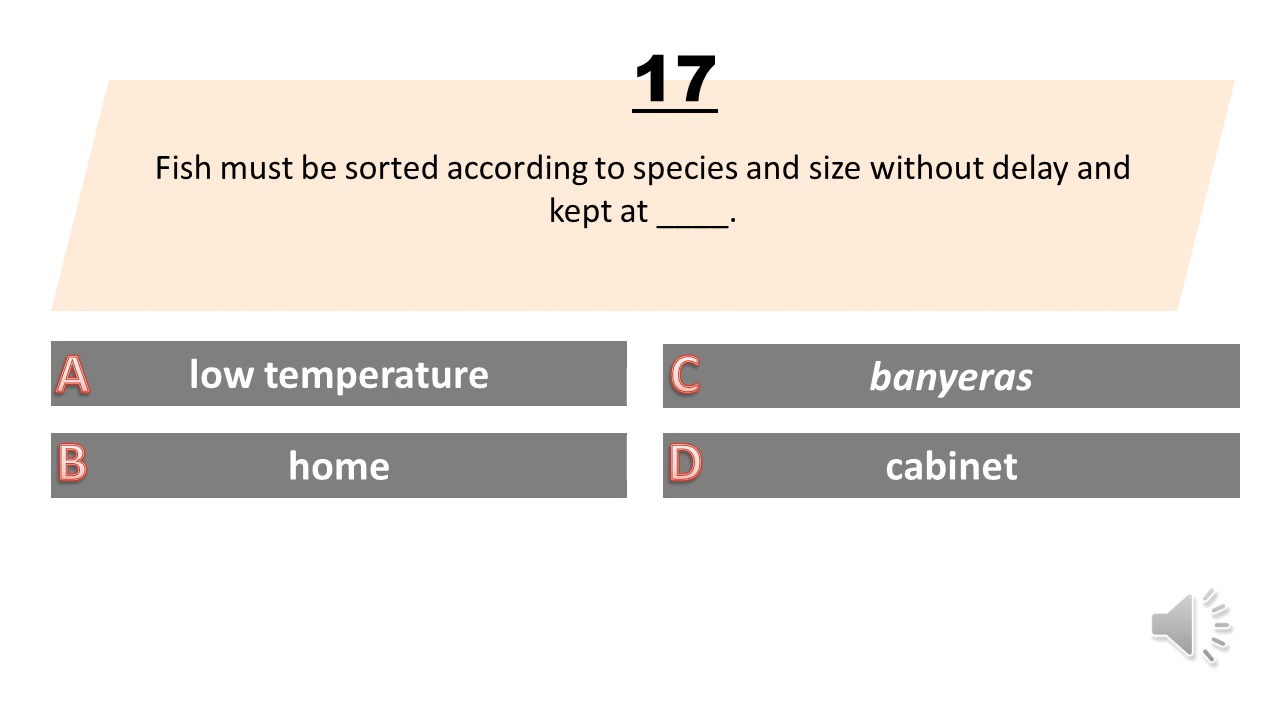 17
Fish must be sorted according to species and size without delay and
kept at ____.
A low temperature
C banyeras
B home
D cabinet